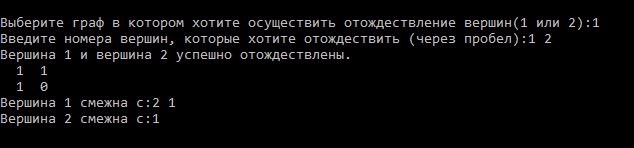 Выберите граф в котором хотите осуществить отождествление вершин(1 или 2):1
Введите номера вершин, которые хотите отождествить (через пробел):1 2
Вершина 1 и вершина 2 успешно отождествлены.
1 1
1 0
Вершина 1 смежна с:2 1
Вершина 2 смежна с:1